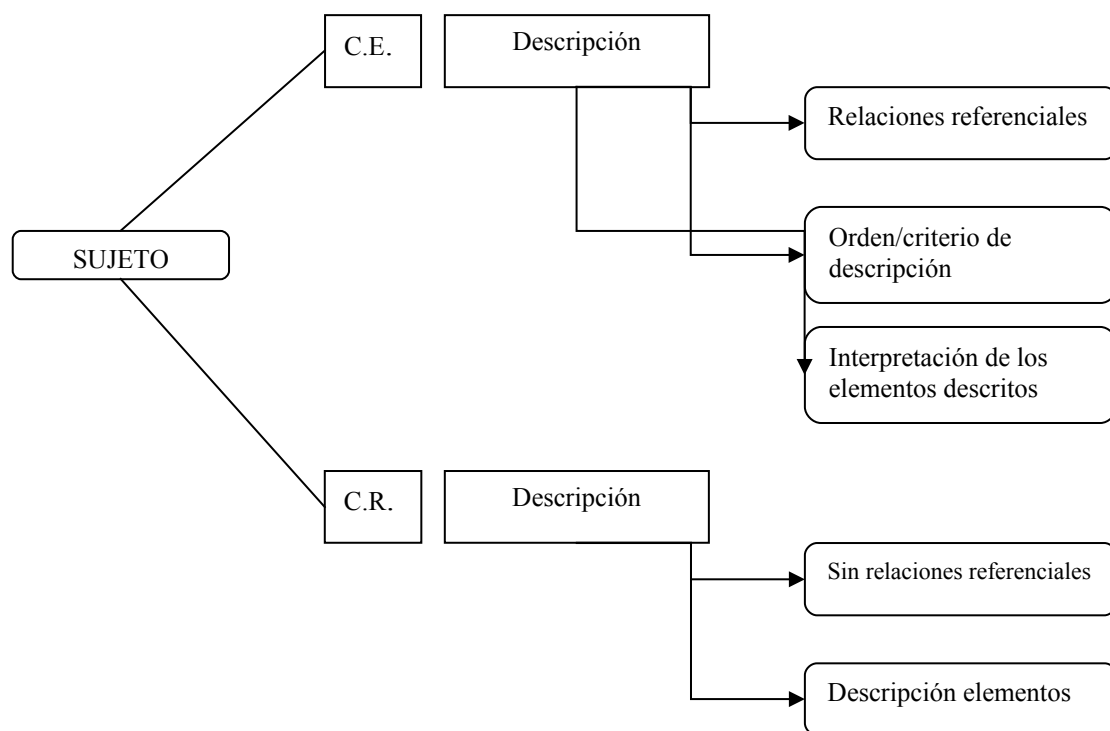 C.E.
Descripción
Relaciones referenciales
SUJETO
Orden/criterio de
descripción
Interpretación de los
elementos descritos
C.R.
Descripción
Sin relaciones referenciales
Descripción elementos